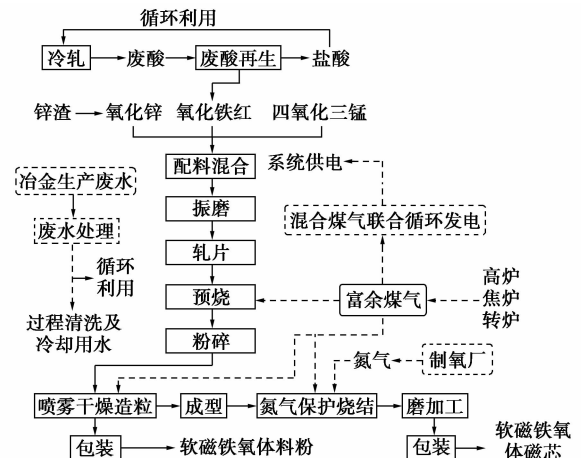 循环利用
冷轧
废酸
废酸再生
盐酸
锌渣
氧化锌
氧化铁红
四氧化三锰
配料混合
系统供电
冶金生产废水
振磨
混合煤气联合循环发电
废水处理
轧片
循环
利用
高炉
焦炉
转炉
预烧
富余煤气
过程清洗及
冷却用水
粉碎
氮气
制氧厂
喷雾干燥造粒
成型
氮气保护烧结
磨加工
包装
软磁铁氧体料粉
包装
软磁铁氧
体磁芯